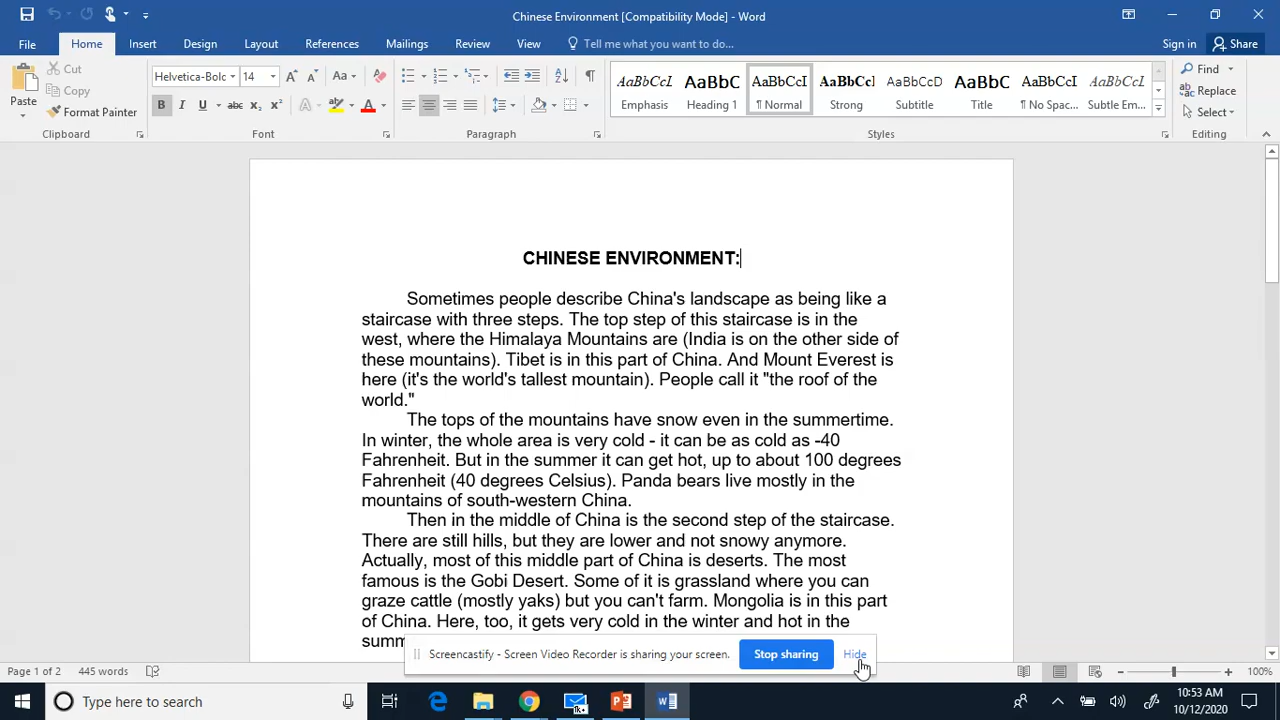 Chinese Environment [Compatibility Mode] - Word
File Home Insert Design Layout References Mailings Review View Tell me what you want to do... Sign in Share
Paste Cut Copy Format Painter
Helvetica-Bolc 14 Aa
B I U abc x₂ x² A A
AaBbCcI AaBbC AaBbCcI AaBbCcI AaBbCcD AaBbC AaBbCcI AaBbCcI
Emphasis Heading 1 ¶ Normal Strong Subtitle Title ¶ No Spac... Subtle Em...
Find Replace Select
Clipboard Font Paragraph Styles Editing
CHINESE ENVIRONMENT:
Sometimes people describe China's landscape as being like a
staircase with three steps. The top step of this staircase is in the
west, where the Himalaya Mountains are (India is on the other side of
these mountains). Tibet is in this part of China. And Mount Everest is
here (it's the world's tallest mountain). People call it "the roof of the
world."
The tops of the mountains have snow even in the summertime.
In winter, the whole area is very cold - it can be as cold as -40
Fahrenheit. But in the summer it can get hot, up to about 100 degrees
Fahrenheit (40 degrees Celsius). Panda bears live mostly in the
mountains of south-western China.
Then in the middle of China is the second step of the staircase.
There are still hills, but they are lower and not snowy anymore.
Actually, most of this middle part of China is deserts. The most
famous is the Gobi Desert. Some of it is grassland where you can
graze cattle (mostly yaks) but you can't farm. Mongolia is in this part
of China. Here, too, it gets very cold in the winter and hot in the
summ
Screencastify - Screen Video Recorder is sharing your screen. Stop sharing Hide
Page 1 of 2 445 words 100%
Type here to search 1K+ 10:53 AM
10/12/2020